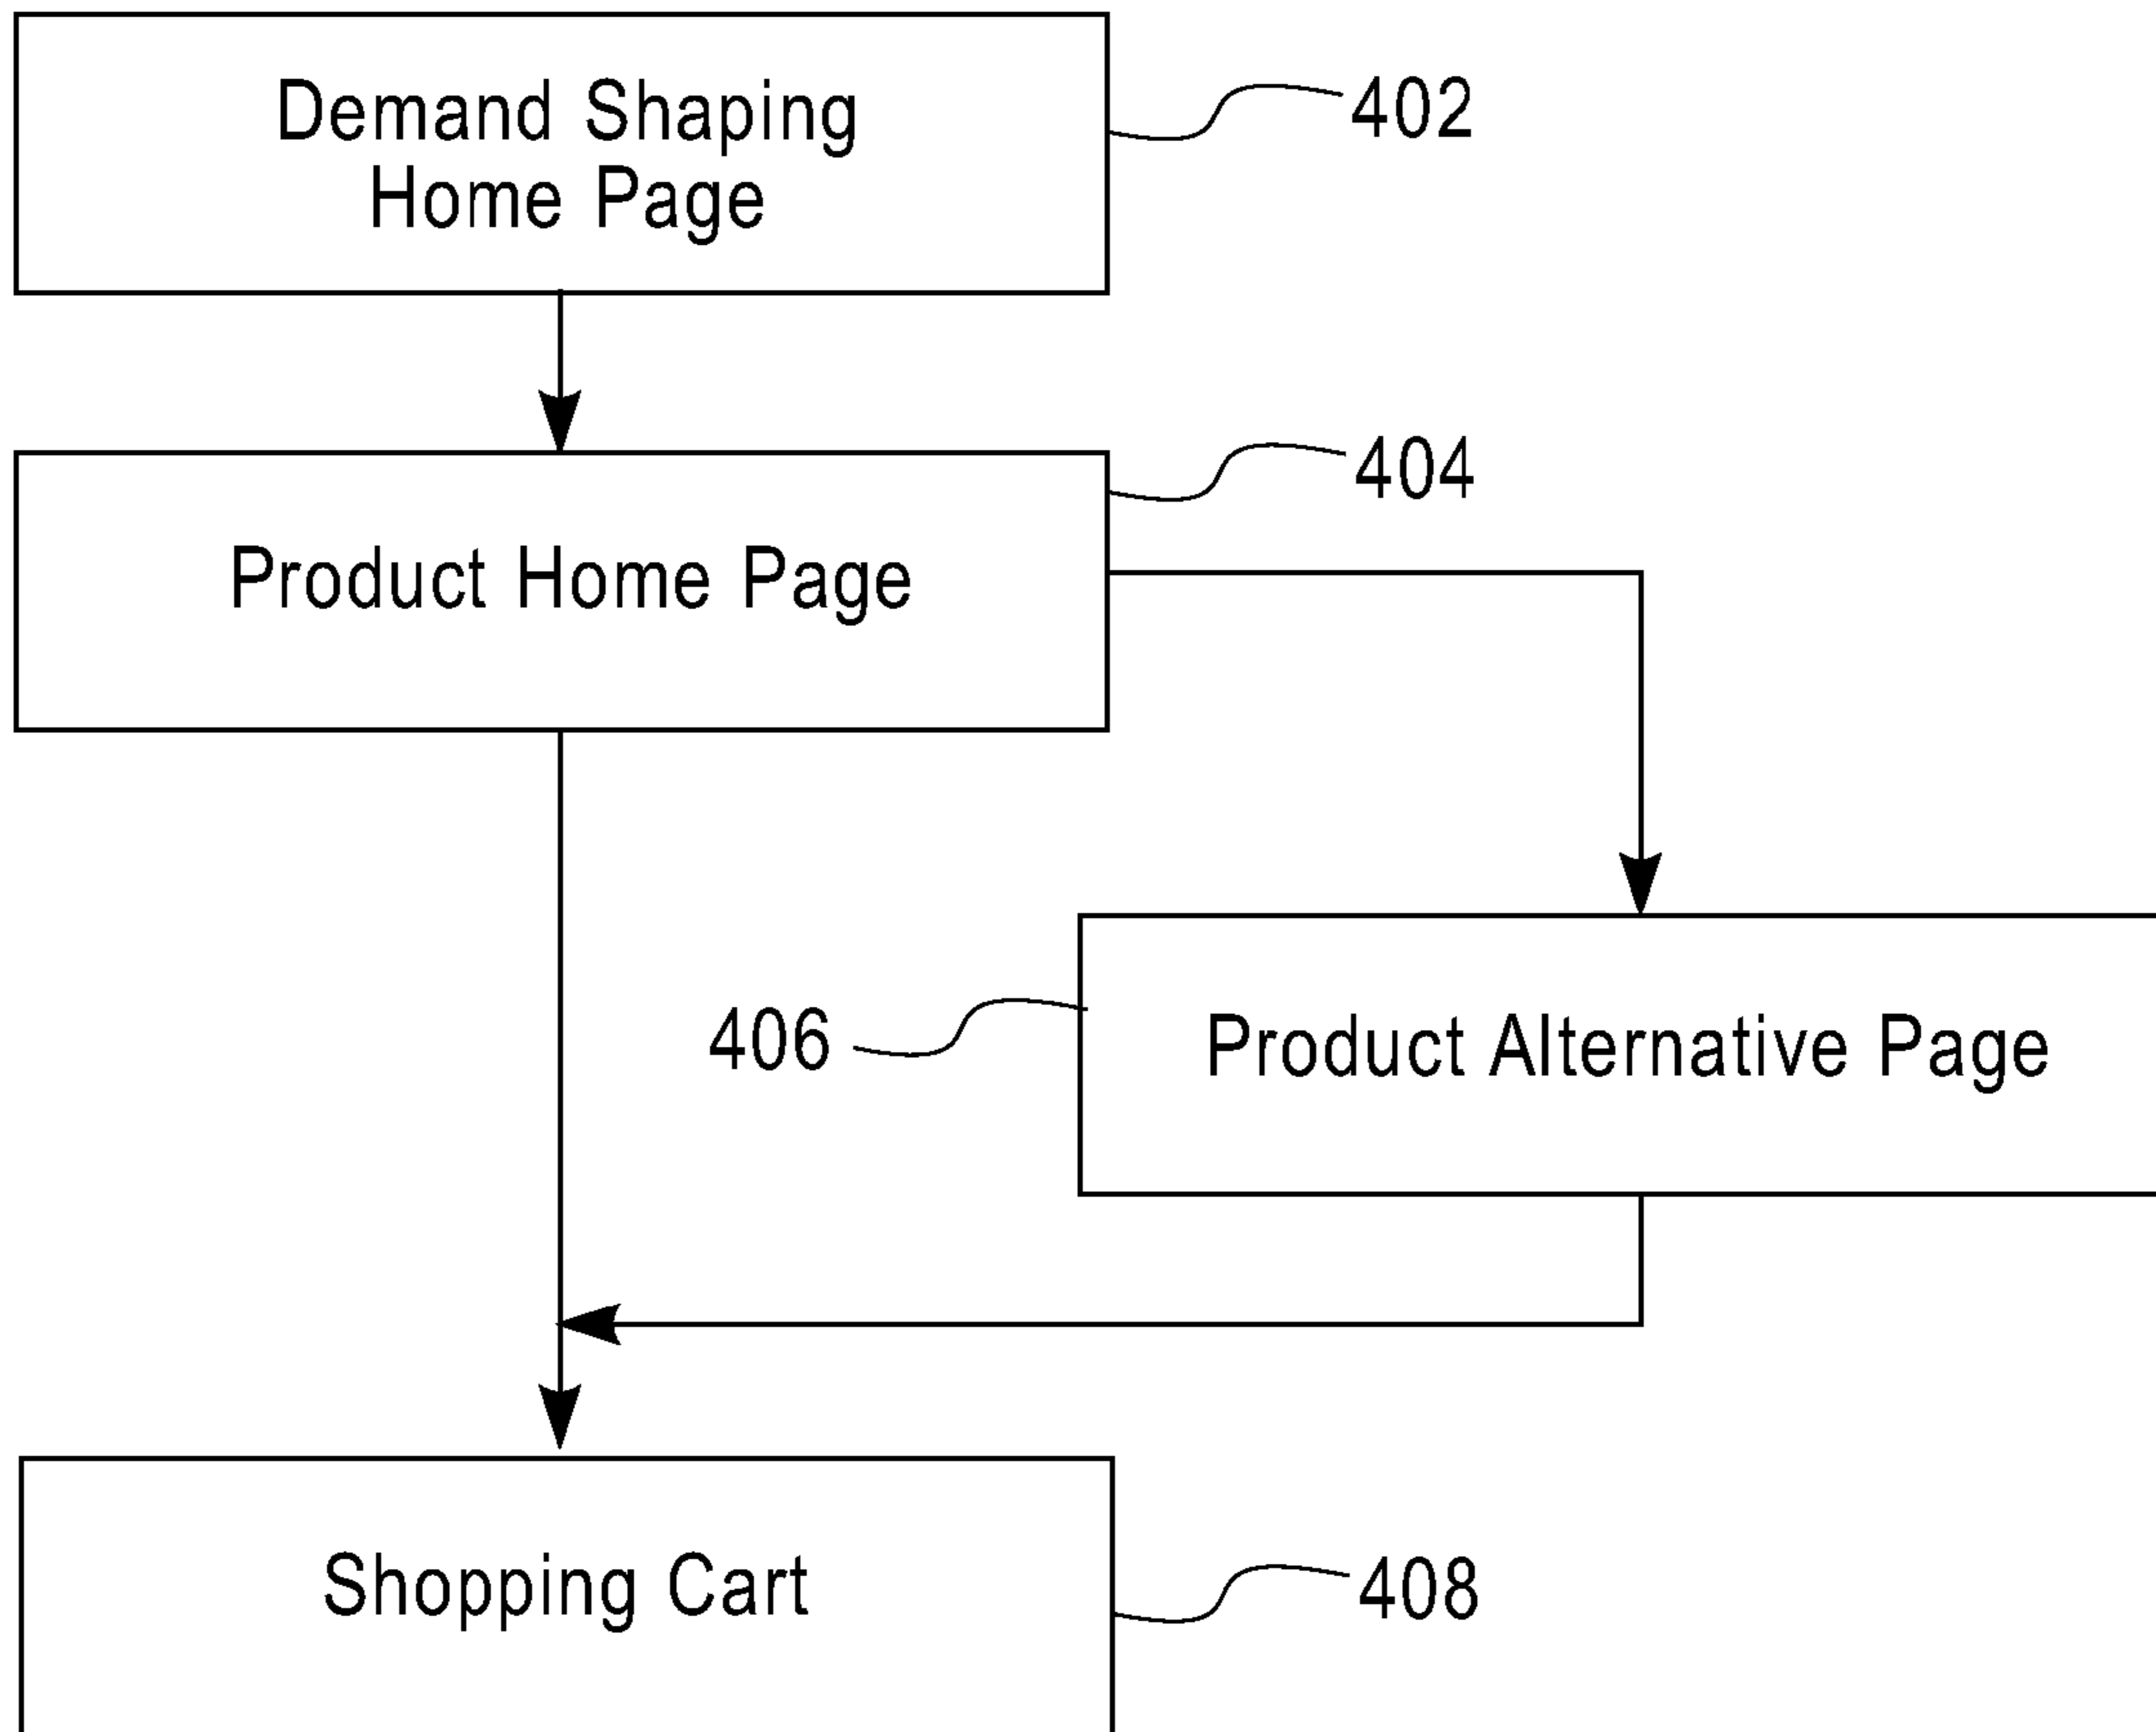 Demand Shaping
Home Page
402
404
Product Home Page
406
Product Alternative Page
Shopping Cart
408